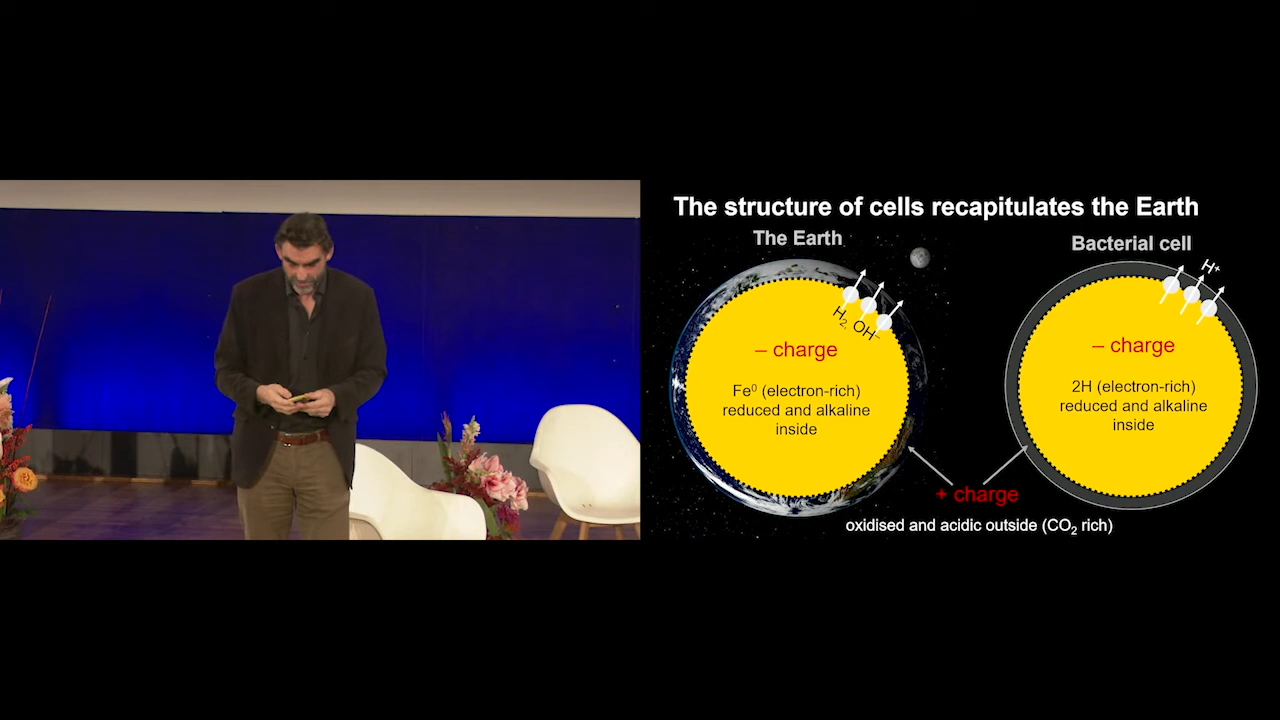 The structure of cells recapitulates the Earth
The Earth
Bacterial cell
H₂, OH⁻
– charge
Fe⁰ (electron-rich)
reduced and alkaline
inside
H⁺
– charge
2H (electron-rich)
reduced and alkaline
inside
+ charge
oxidised and acidic outside (CO₂ rich)